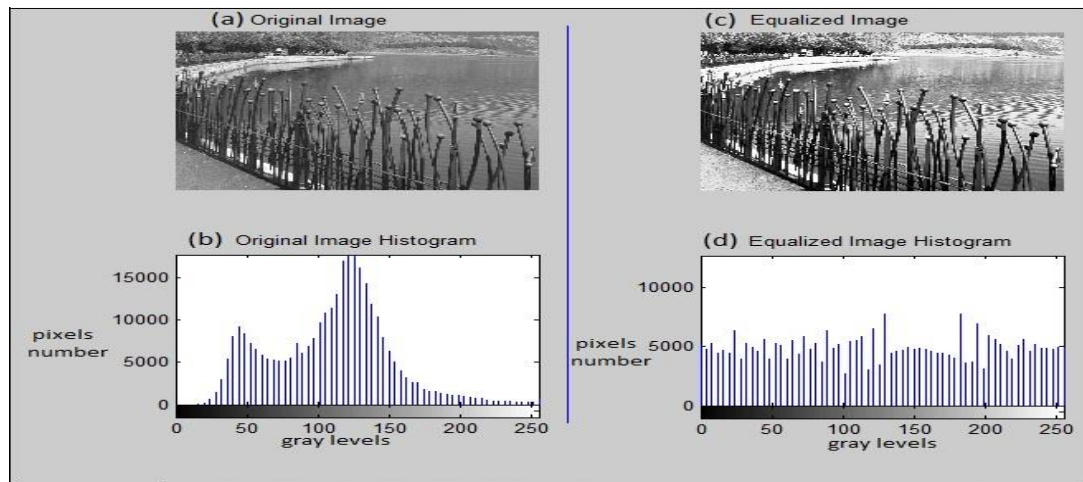 (a) Original Image
(b) Original Image Histogram
15000
10000
5000
0
pixels
number
0 50 100 150 200 250
gray levels
(c) Equalized Image
(d) Equalized Image Histogram
10000
5000
0
pixels
number
0 50 100 150 200 250
gray levels